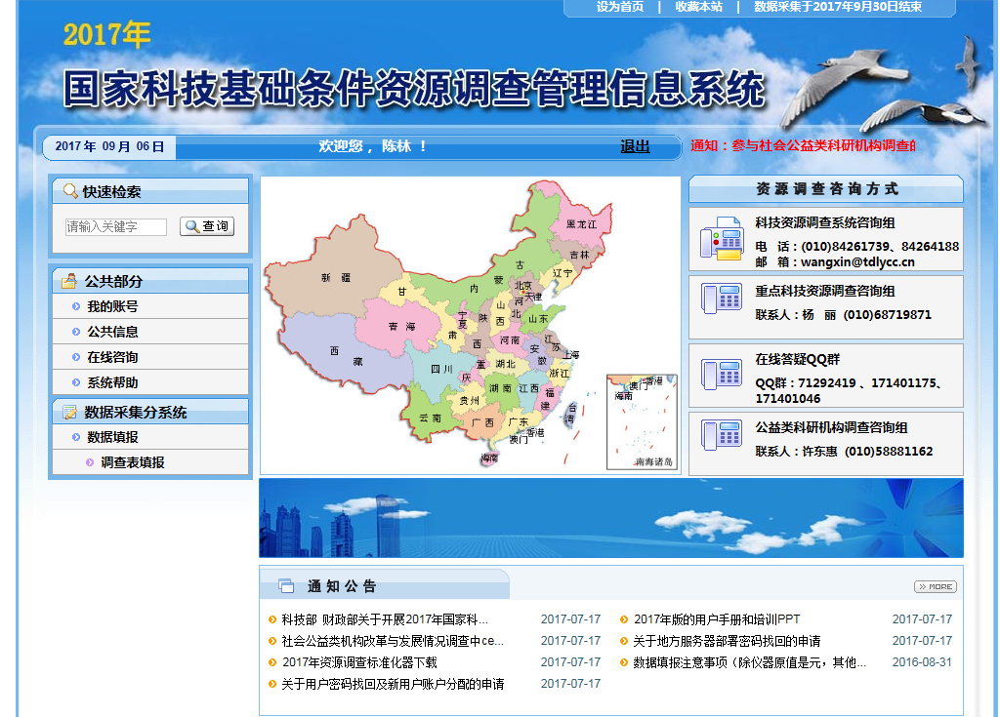 设为首页 | 收藏本站 | 数据采集于2017年9月30日结束
2017年
国家科技基础条件资源调查管理信息系统
2017 年 09 月 06 日
欢迎您 ，陈林 ！
退出
通知：参与社会公益类科研机构调查的
快速检索
请输入关键字
查询
公共部分
我的账号
公共信息
在线咨询
系统帮助
数据采集分系统
数据填报
调查表填报
黑龙江
吉林
辽宁
内
蒙
古
新 疆
甘
肃
北京
天津
河
北
山
西
山东
宁
夏
陕
西
青 海
河南
江
苏
安
徽
上海
西
藏
四川
重
庆
湖北
浙江
湖南
江西
贵州
福
建
云南
广西
广东
台
湾
香港
澳门
海南
香港
澳门
海南
南海诸岛
资源调查咨询方式
科技资源调查系统咨询组
电 话：(010)84261739、84264188
邮 箱：wangxin@tdlycc.cn
重点科技资源调查咨询组
联系人：杨 丽 (010)68719871
在线答疑QQ群
QQ群：71292419 、171401175、
171401046
公益类科研机构调查咨询组
联系人：许东惠 (010)58881162
通知公告
MORE
科技部 财政部关于开展2017年国家科... 2017-07-17
社会公益类机构改革与发展情况调查中ce... 2017-07-17
2017年资源调查标准化器下载 2017-07-17
关于用户密码找回及新用户账户分配的申请 2017-07-17
2017年版的用户手册和培训PPT 2017-07-17
关于地方服务器部署密码找回的申请 2017-07-17
数据填报注意事项（除仪器原值是元，其他... 2016-08-31